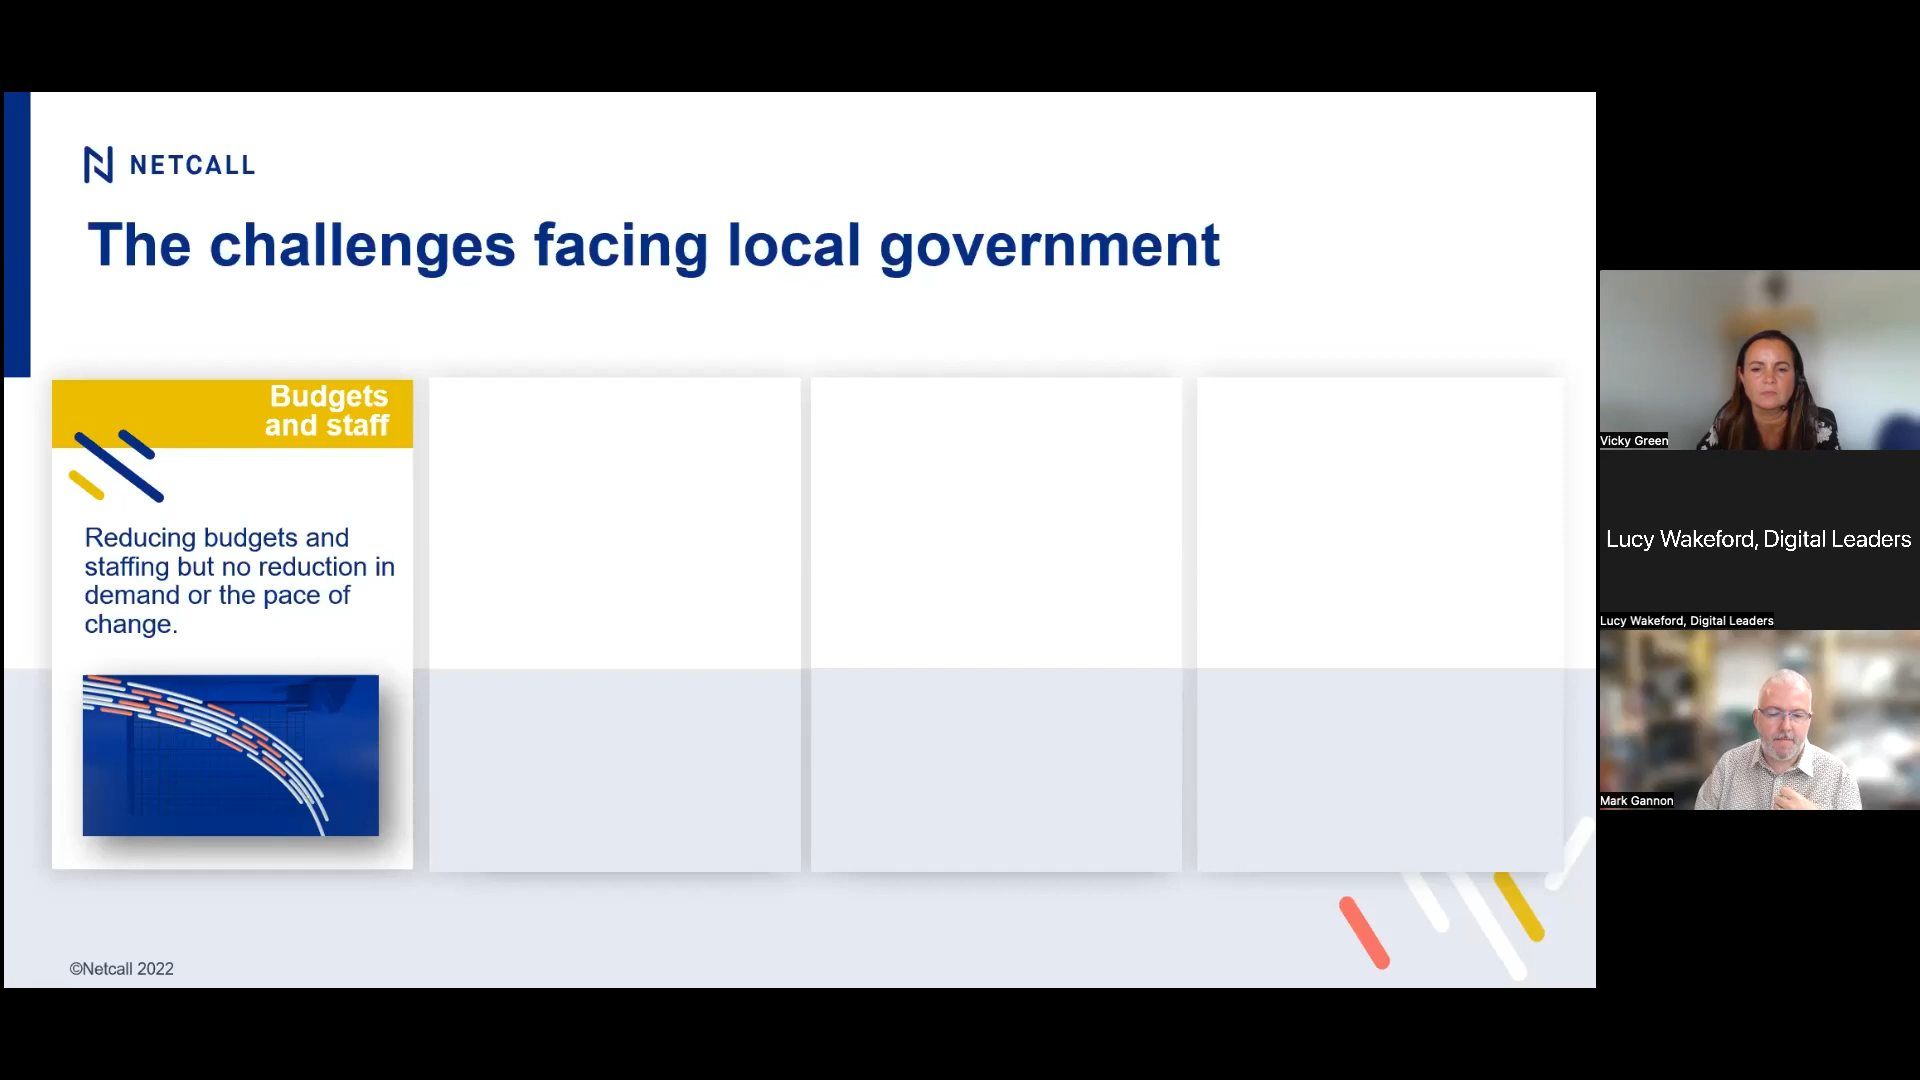 NETCALL
The challenges facing local government
Budgets
and staff
Reducing budgets and
staffing but no reduction in
demand or the pace of
change.
©Netcall 2022
Vicky Green
Lucy Wakeford, Digital Leaders
Lucy Wakeford, Digital Leaders
Mark Gannon